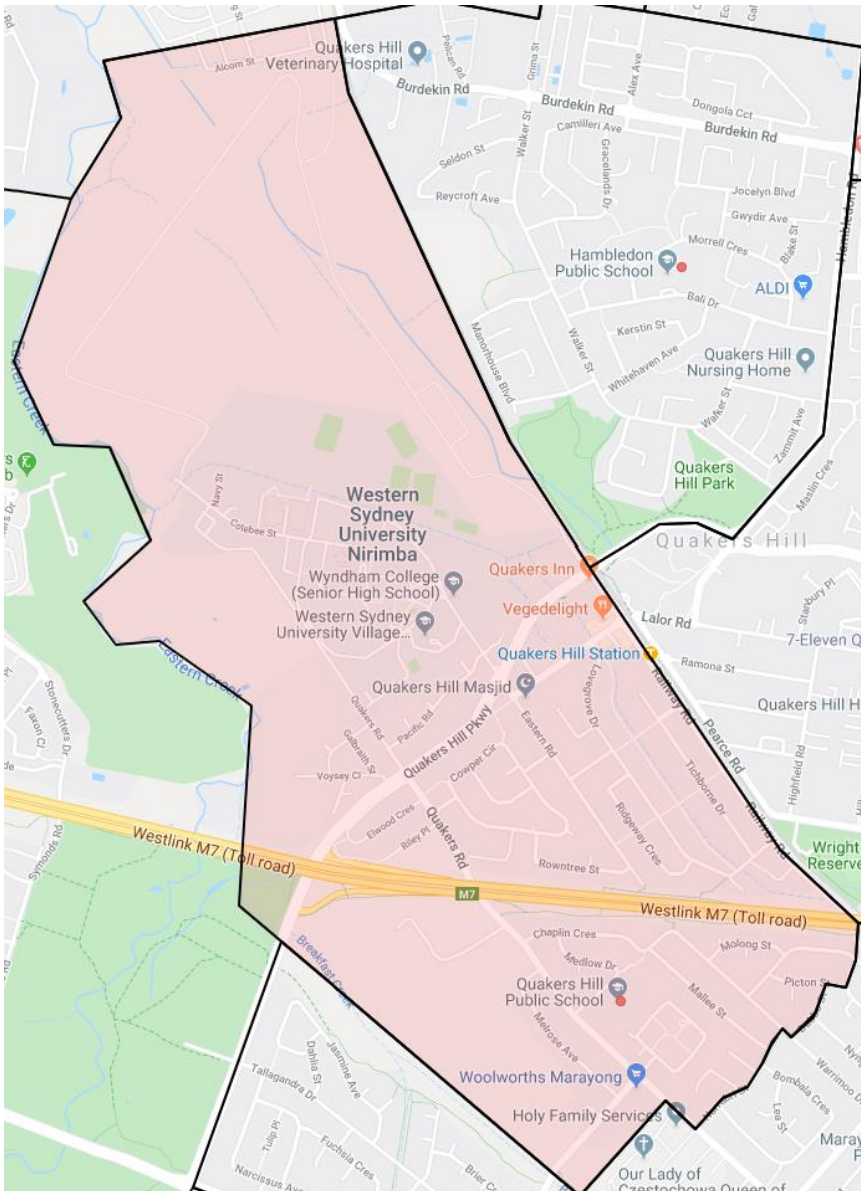 Rd
Alcorn St
Quakers Hill
Veterinary Hospital
Pelican Rd
Grima St
Alex Ave
Burdekin Rd
Burdekin Rd
Burdekin Rd
Dongola Cct
Camilleri Ave
Walker St
Gracelands Dr
Seldon St
Reycroft Ave
Jocelyn Blvd
Gwydir Ave
Blake St
Hambledon Rd
Morrell Cres
Hambledon
Public School
ALDI
Bali Dr
Kerstin St
Walker St
Whitehaven Ave
Manorhouse Blvd
Quakers Hill
Nursing Home
Walker St
Zammit Ave
Eastern Creek
Quakers
Hill Park
Maslin Cres
Navy St
Colebee St
Western
Sydney
University
Nirimba
Quakers Hill
Quakers Inn
Wyndham College
(Senior High School)
Western Sydney
University Village...
Vegedelight
Lalor Rd
Stanbury Pl
7-Eleven Q
Quakers Hill Station
Ramona St
Railway Rd
Eastern Creek
Quakers Hill Masjid
Lovegrove Dr
Quakers Hill H
Stonecutters Dr
Faxon Cl
Quakers Rd
Pacific Rd
Galbraith St
Quakers Hill Pkwy
Eastern Rd
Pearce Rd
Highfield Rd
Voysey Cl
Cowper Cir
Tichborne Dr
Elwood Cres
Riley Pl
Quakers Rd
Ridgeway Cres
Railway Rd
Wright
Reserve
Symonds Rd
Westlink M7 (Toll road)
Rowntree St
M7
Westlink M7 (Toll road)
Chaplin Cres
Molong St
Medlow Dr
Breakfast Creek
Quakers Hill
Public School
Mallee St
Picton St
Melrose Ave
Dahlia St
Jasmine Ave
Tallagandra Dr
Woolworths Marayong
Warrimoo Dr
Bombala Cres
Lea St
Holy Family Services
Tulip Pl
Fuchsia Cres
Narcissus Ave
Brier C
Our Lady of
Czestochowa Queen of
Maray